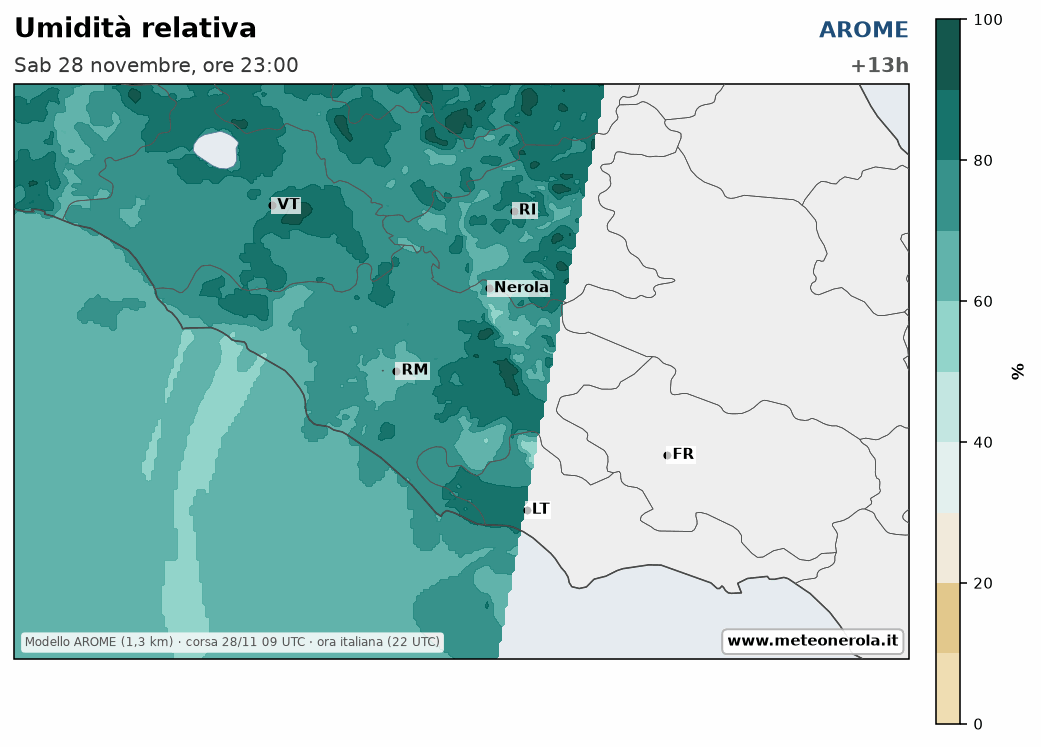 Umidità relativa
AROME
Sab 28 novembre, ore 23:00
+13h
VT
RI
Nerola
RM
FR
LT
Modello AROME (1,3 km) · corsa 28/11 09 UTC · ora italiana (22 UTC)
www.meteonerola.it
100
80
60
40
20
0
%